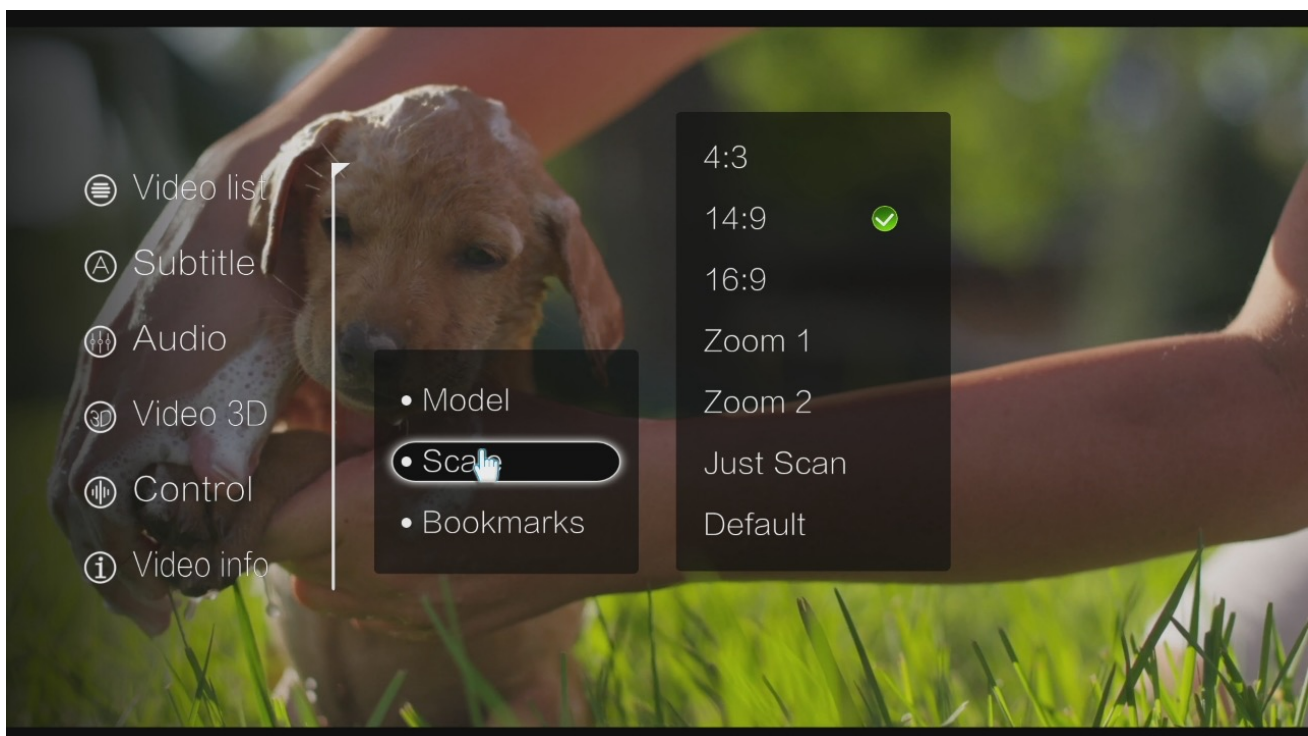 Video list
Subtitle
Audio
Video 3D
Control
Video info
Model
Scale
Bookmarks
4:3
14:9
16:9
Zoom 1
Zoom 2
Just Scan
Default